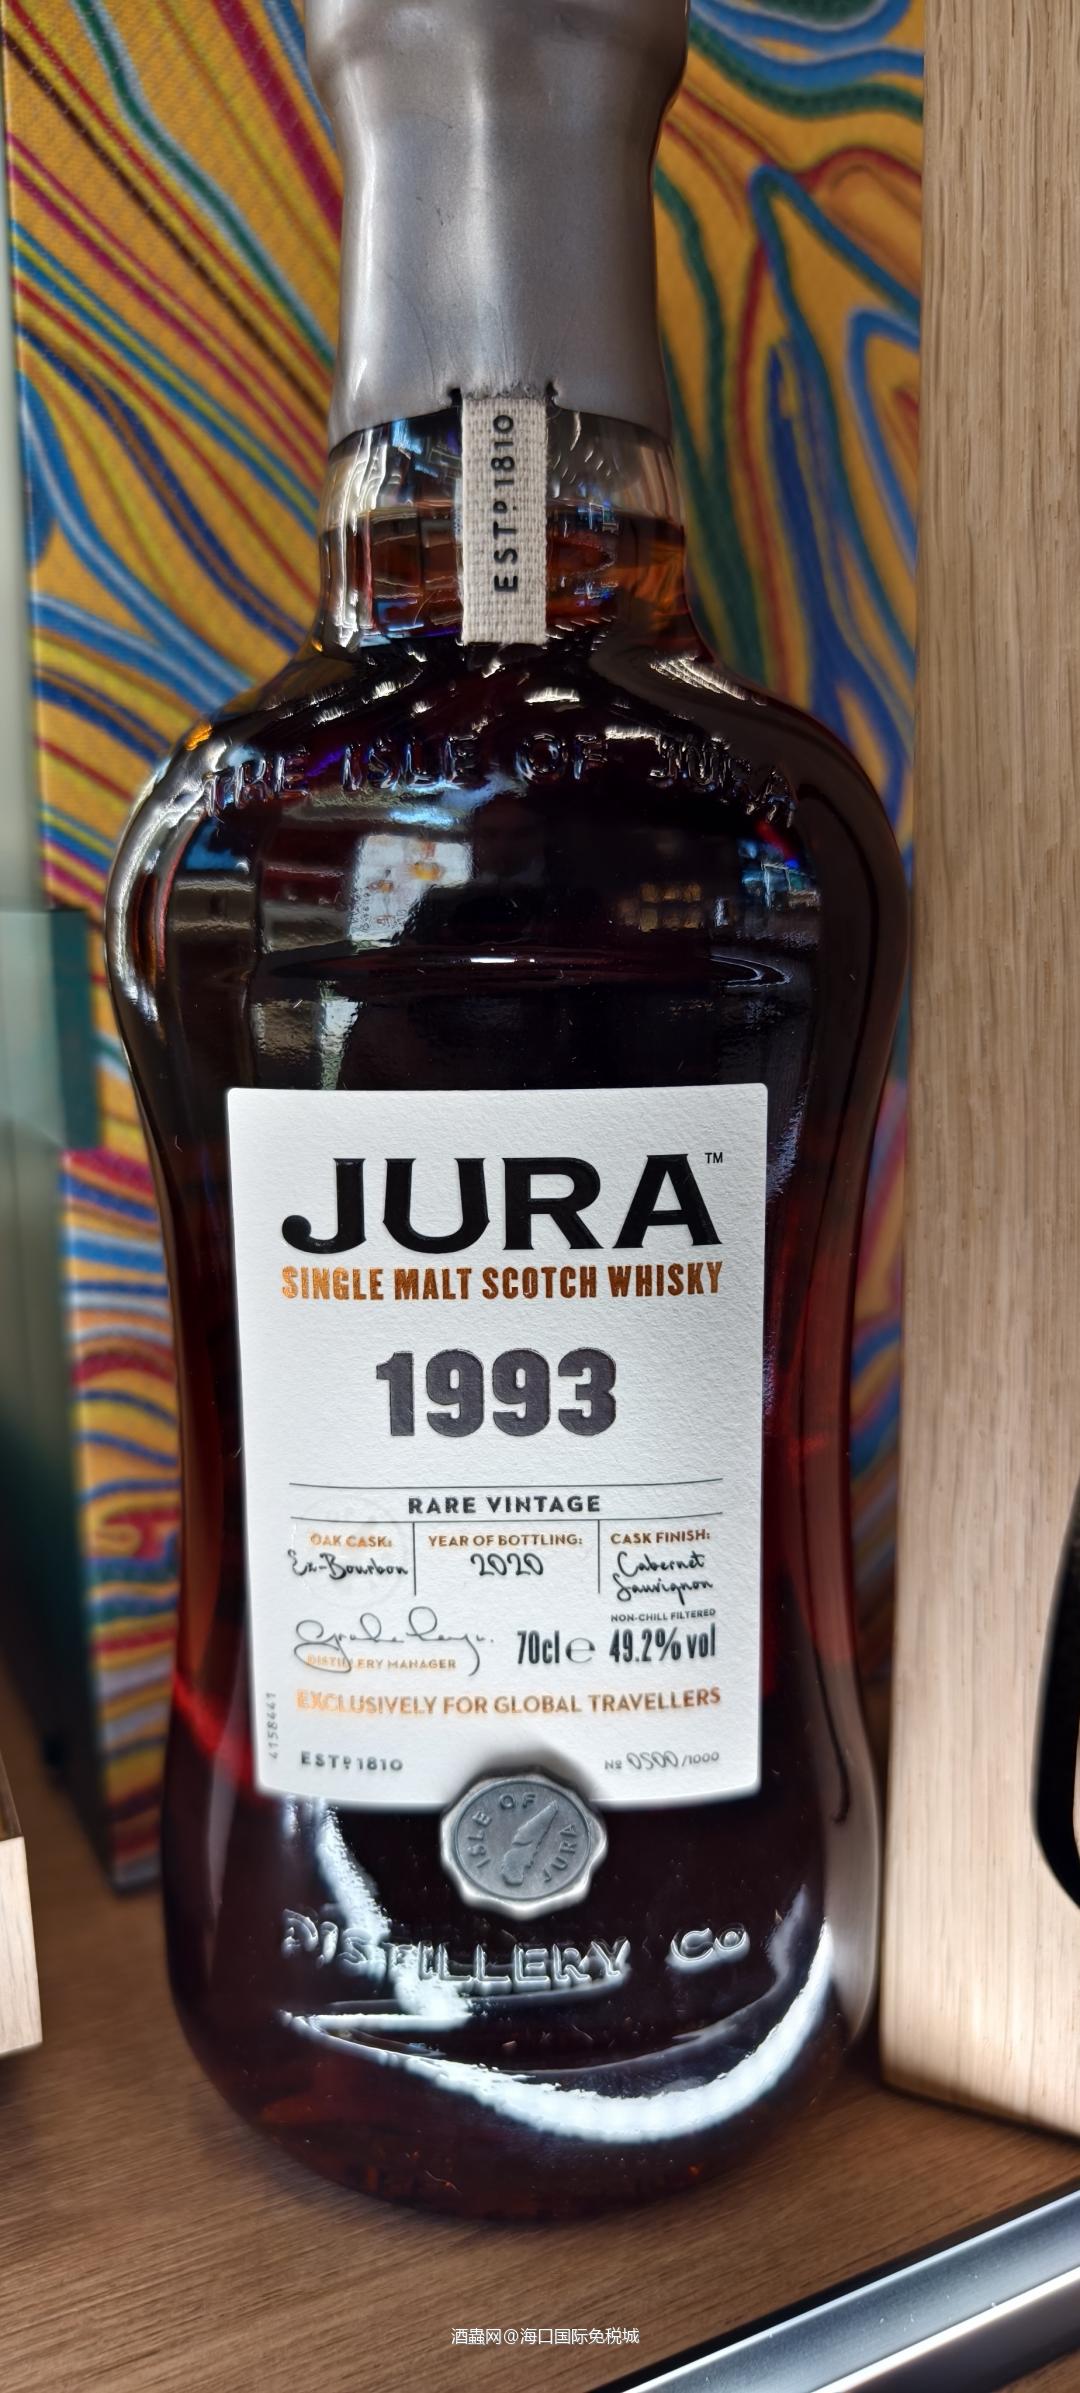 ESTD 1810
THE ISLE OF JURA
JURA™
SINGLE MALT SCOTCH WHISKY
1993
RARE VINTAGE
OAK CASK:
Ex-Bourbon
YEAR OF BOTTLING:
2020
CASK FINISH:
Cabernet
Sauvignon
NON-CHILL FILTERED
DISTILLERY MANAGER
70cl e 49.2% vol
EXCLUSIVELY FOR GLOBAL TRAVELLERS
4158441
ESTD 1810
№ 0500/1000
ISLE OF JURA
DISTILLERY Co
酒蟲网@海口国际免税城